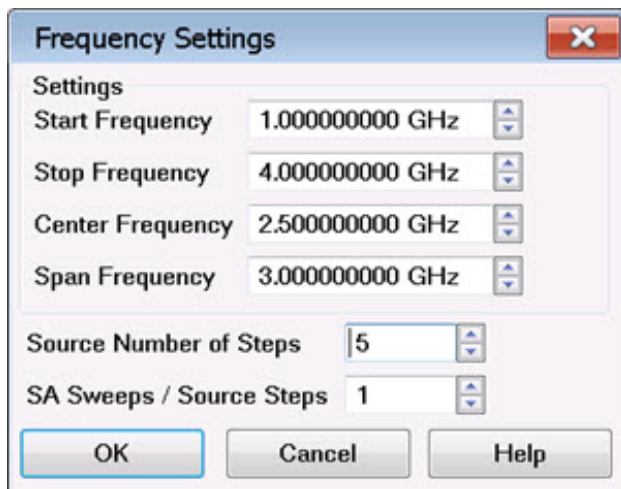 Frequency Settings
Settings
Start Frequency 1.000000000 GHz
Stop Frequency 4.000000000 GHz
Center Frequency 2.500000000 GHz
Span Frequency 3.000000000 GHz
Source Number of Steps 5
SA Sweeps / Source Steps 1
OK Cancel Help